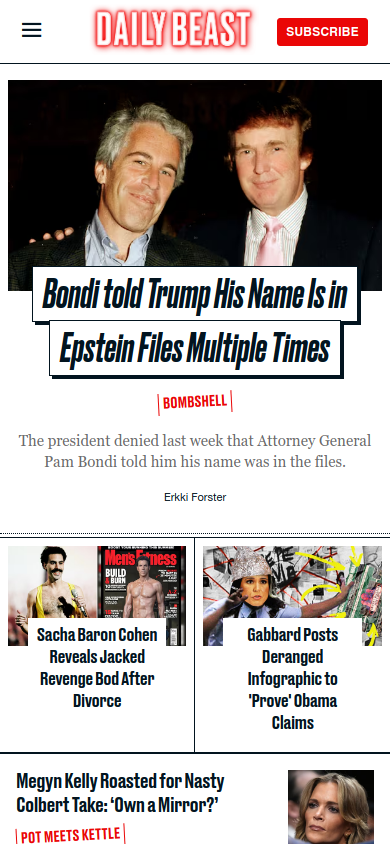 DAILY BEAST
SUBSCRIBE
Bondi told Trump His Name Is in
Epstein Files Multiple Times
BOMBSHELL
The president denied last week that Attorney General
Pam Bondi told him his name was in the files.
Erkki Forster
Men's Fitness
BUILD
& BURN
Sacha Baron Cohen
Reveals Jacked
Revenge Bod After
Divorce
Gabbard Posts
Deranged
Infographic to
'Prove' Obama
Claims
Megyn Kelly Roasted for Nasty
Colbert Take: ‘Own a Mirror?’
POT MEETS KETTLE